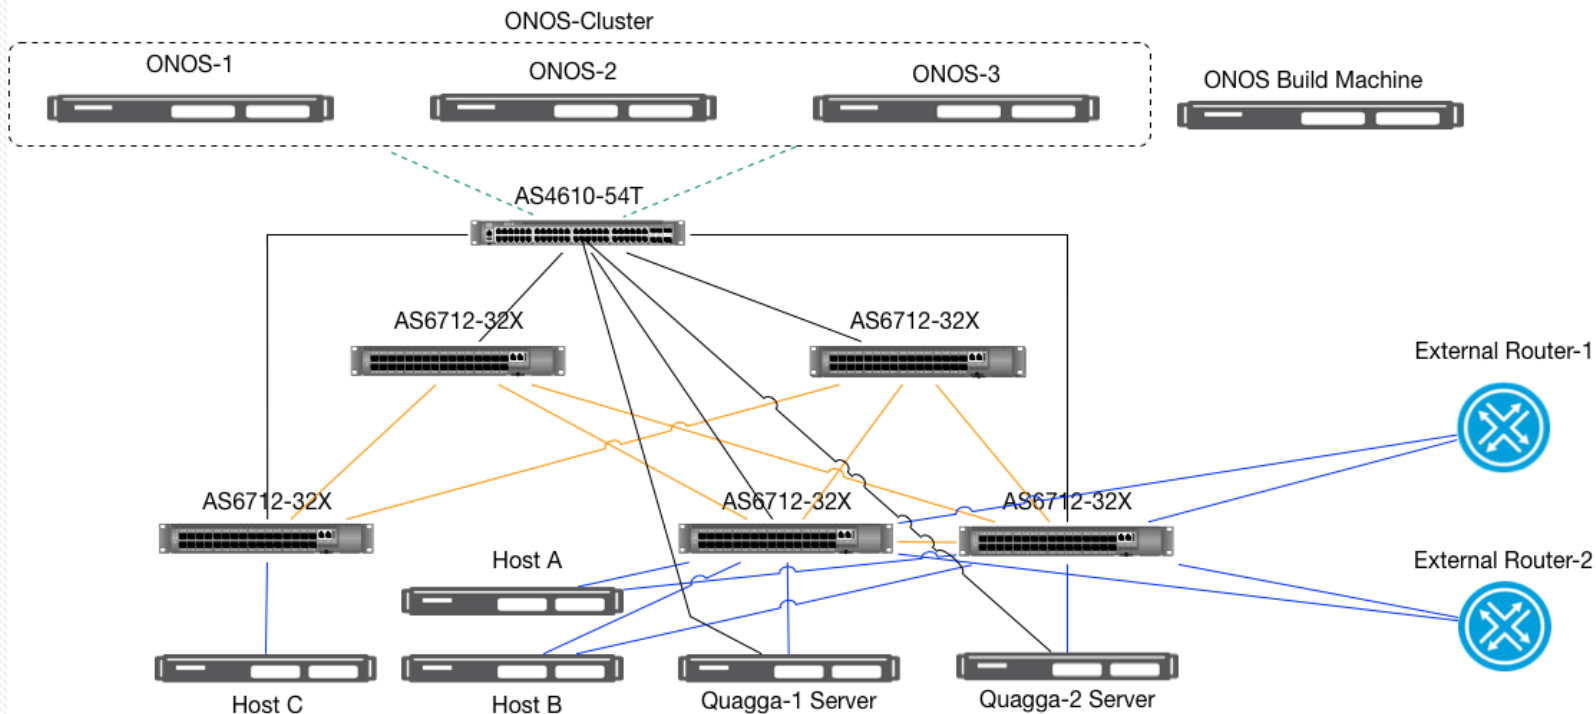 ONOS-Cluster
ONOS-1
ONOS-2
ONOS-3
ONOS Build Machine
AS4610-54T
AS6712-32X
AS6712-32X
External Router-1
AS6712-32X
AS6712-32X
AS6712-32X
Host A
External Router-2
Host C
Host B
Quagga-1 Server
Quagga-2 Server